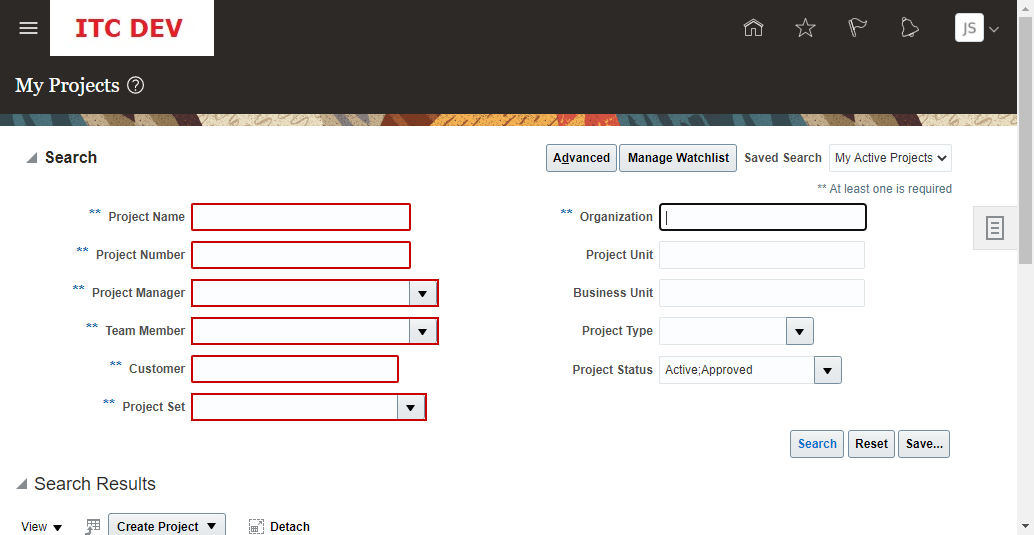 ITC DEV
JS
My Projects ?
Search
Advanced
Manage Watchlist
Saved Search
My Active Projects
** At least one is required
** Project Name
** Organization
** Project Number
Project Unit
** Project Manager
Business Unit
** Team Member
Project Type
** Customer
Project Status
Active;Approved
** Project Set
Search
Reset
Save...
Search Results
View
Create Project
Detach